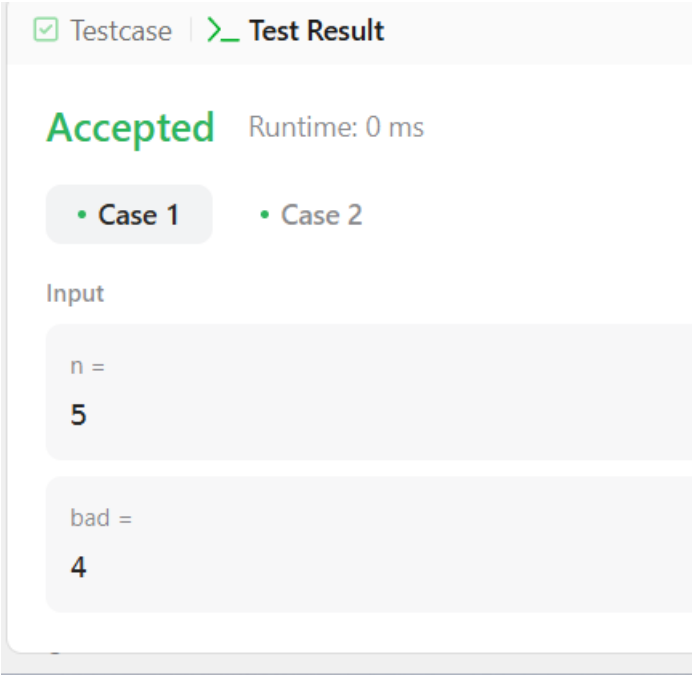 Testcase >_ Test Result
Accepted Runtime: 0 ms
• Case 1 • Case 2
Input
n =
5
bad =
4